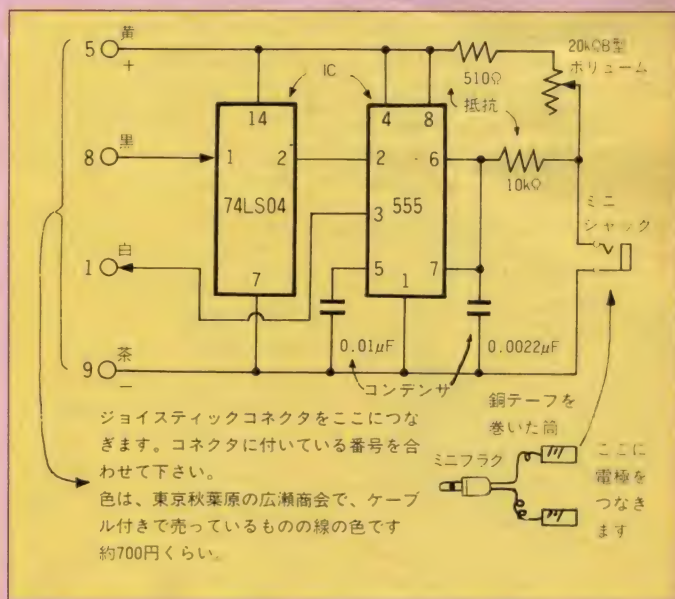 5 黄 +
IC
510Ω
20kΩB型
ボリューム
抵抗
14
4 8
8 黒
1 2
2 6
10kΩ
74LS04
3 555
ミニ
シャック
1 白
7
5 1 7
9 茶 −
0.01μF
0.0022μF
コンデンサ
ジョイスティックコネクタをここにつな
ぎます。コネクタに付いている番号を合
わせて下さい。
色は、東京秋葉原の広瀬商会で、ケーブ
ル付きで売っているものの線の色です
約700円くらい。
銅テーフを
巻いた筒
ミニフラク
ここに
電極を
つなぎ
ます